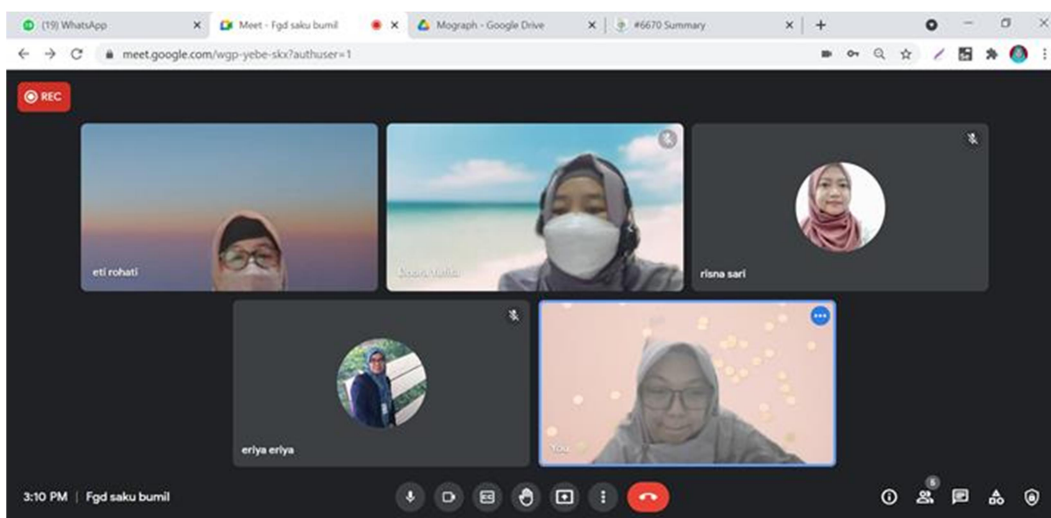 (19) WhatsApp
Meet - Fgd saku bumil
Mograph - Google Drive
#6670 Summary
meet.google.com/wgp-yebe-skx?authuser=1
REC
eti rohati
risna sari
eriya eriya
You
3:10 PM | Fgd saku bumil
CC